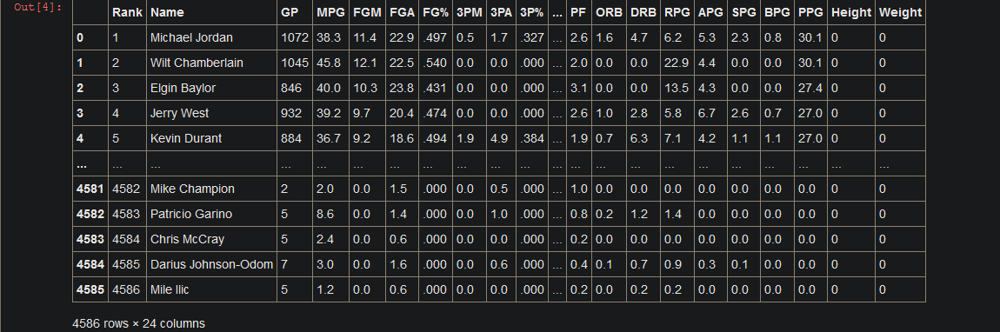 Out[4]:
Rank Name GP MPG FGM FGA FG% 3PM 3PA 3P% ... PF ORB DRB RPG APG SPG BPG PPG Height Weight
0 1 Michael Jordan 1072 38.3 11.4 22.9 .497 0.5 1.7 .327 ... 2.6 1.6 4.7 6.2 5.3 2.3 0.8 30.1 0 0
1 2 Wilt Chamberlain 1045 45.8 12.1 22.5 .540 0.0 0.0 .000 ... 2.0 0.0 0.0 22.9 4.4 0.0 0.0 30.1 0 0
2 3 Elgin Baylor 846 40.0 10.3 23.8 .431 0.0 0.0 .000 ... 3.1 0.0 0.0 13.5 4.3 0.0 0.0 27.4 0 0
3 4 Jerry West 932 39.2 9.7 20.4 .474 0.0 0.0 .000 ... 2.6 1.0 2.8 5.8 6.7 2.6 0.7 27.0 0 0
4 5 Kevin Durant 884 36.7 9.2 18.6 .494 1.9 4.9 .384 ... 1.9 0.7 6.3 7.1 4.2 1.1 1.1 27.0 0 0
... ... ... ... ... ... ... ... ... ... ... ... ... ... ... ... ... ... ... ... ... ...
4581 4582 Mike Champion 2 2.0 0.0 1.5 .000 0.0 0.5 .000 ... 1.0 0.0 0.0 0.0 0.0 0.0 0.0 0.0 0 0
4582 4583 Patricio Garino 5 8.6 0.0 1.4 .000 0.0 1.0 .000 ... 0.8 0.2 1.2 1.4 0.0 0.0 0.0 0.0 0 0
4583 4584 Chris McCray 5 2.4 0.0 0.6 .000 0.0 0.0 .000 ... 0.2 0.0 0.0 0.0 0.0 0.0 0.0 0.0 0 0
4584 4585 Darius Johnson-Odom 7 3.0 0.0 1.6 .000 0.0 0.6 .000 ... 0.4 0.1 0.7 0.9 0.3 0.1 0.0 0.0 0 0
4585 4586 Mile Ilic 5 1.2 0.0 0.6 .000 0.0 0.0 .000 ... 0.2 0.0 0.2 0.2 0.0 0.0 0.0 0.0 0 0
4586 rows × 24 columns